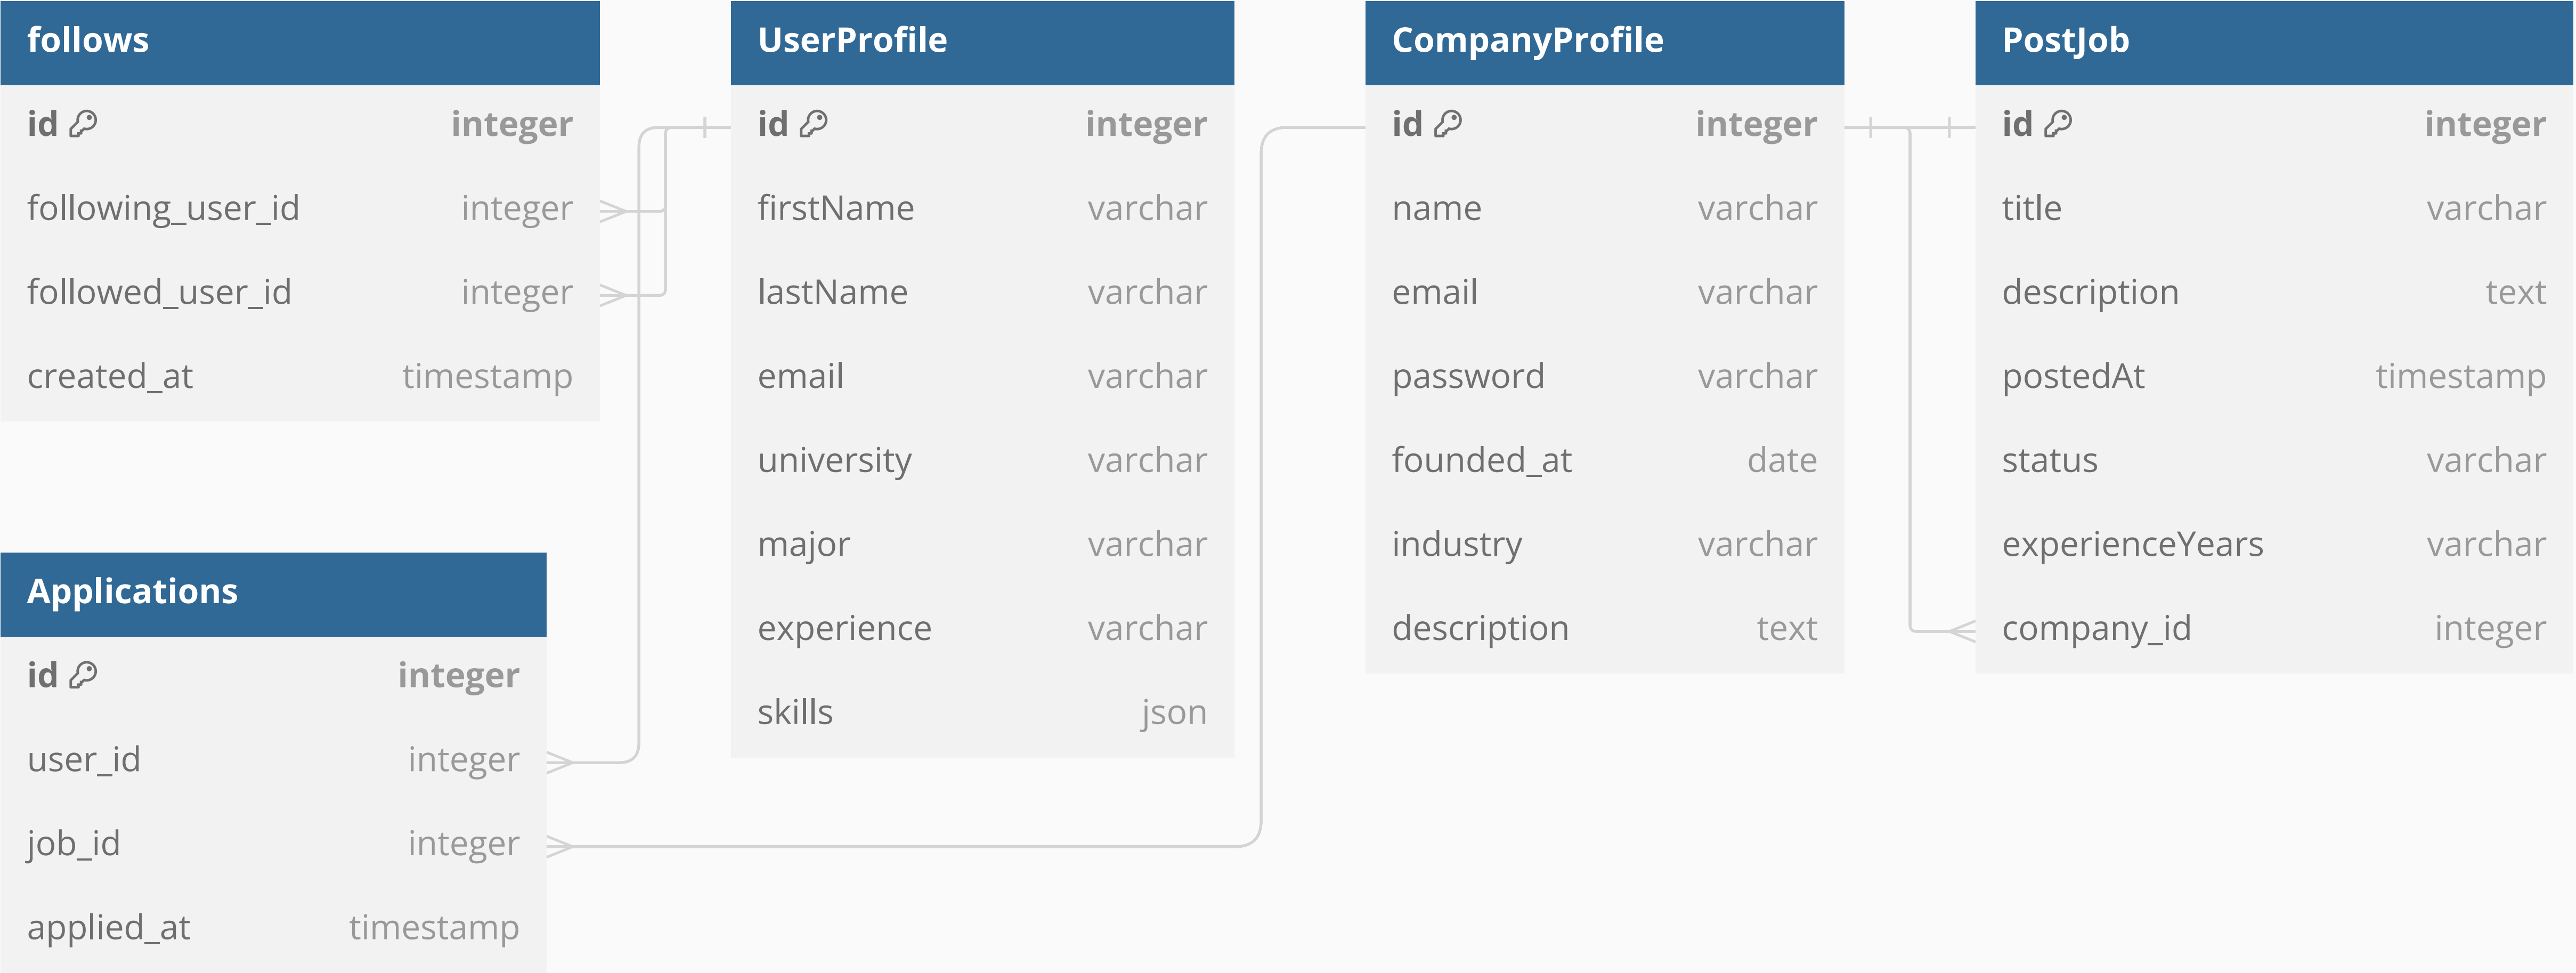 follows
id integer
following_user_id integer
followed_user_id integer
created_at timestamp
Applications
id integer
user_id integer
job_id integer
applied_at timestamp
UserProfile
id integer
firstName varchar
lastName varchar
email varchar
university varchar
major varchar
experience varchar
skills json
CompanyProfile
id integer
name varchar
email varchar
password varchar
founded_at date
industry varchar
description text
PostJob
id integer
title varchar
description text
postedAt timestamp
status varchar
experienceYears varchar
company_id integer